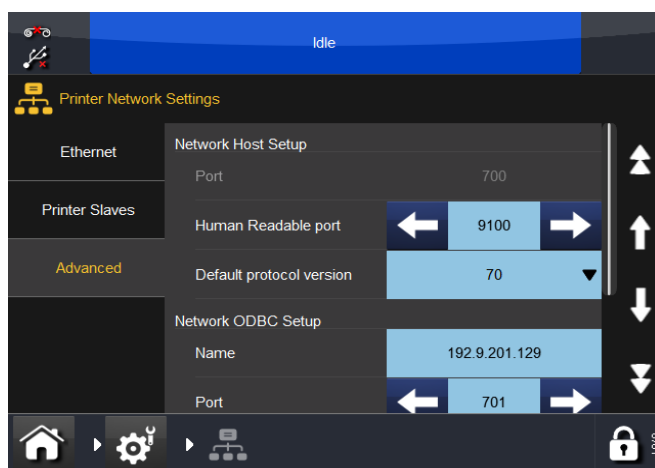 Idle
Printer Network Settings
Ethernet
Printer Slaves
Advanced
Network Host Setup
Port 700
Human Readable port 9100
Default protocol version 70
Network ODBC Setup
Name 192.9.201.129
Port 701